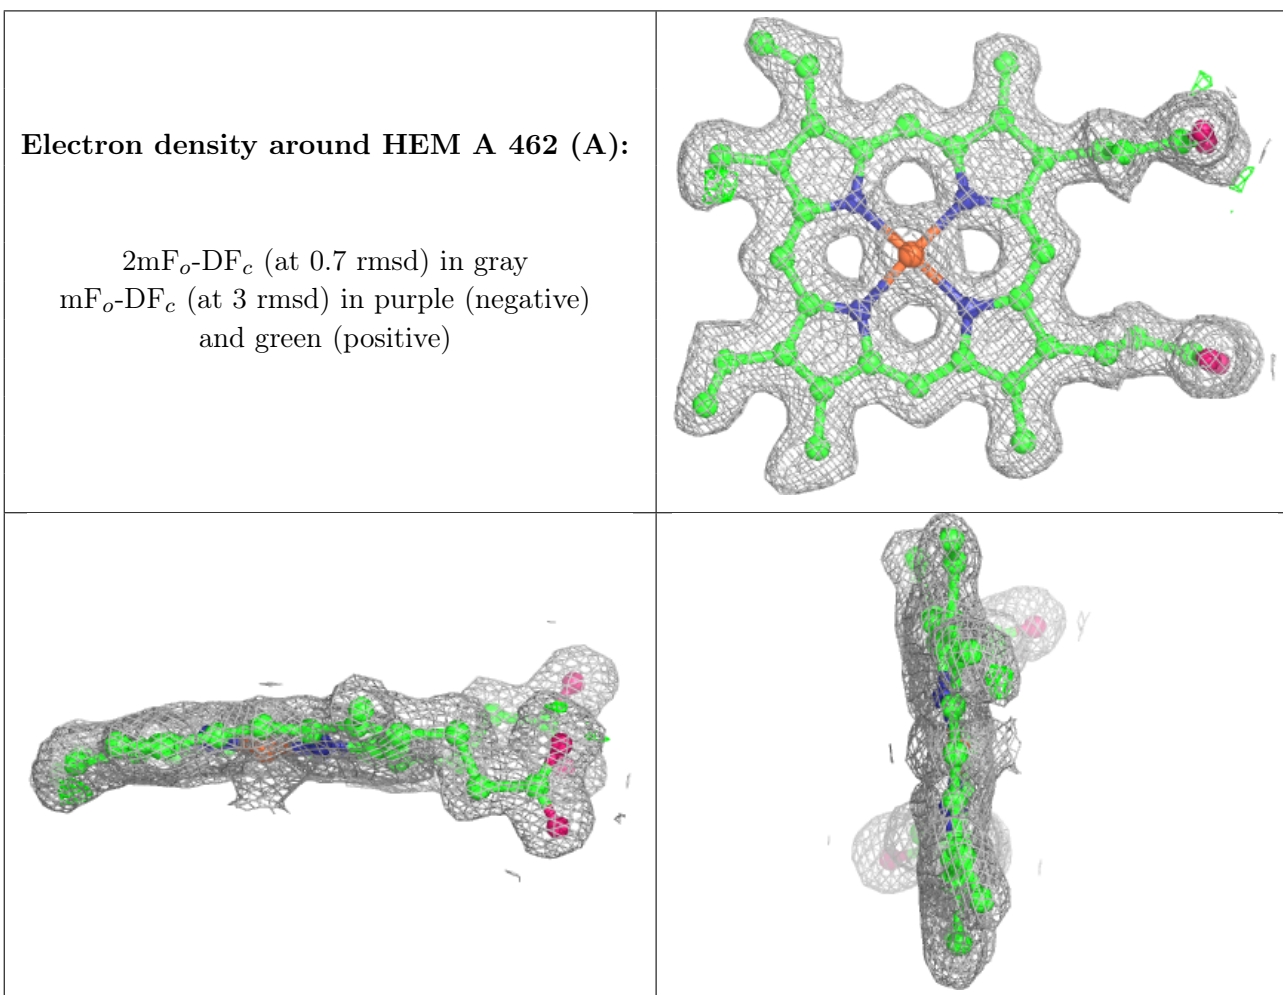 Electron density around HEM A 462 (A):
2mFₒ-DF𝑐 (at 0.7 rmsd) in gray
mFₒ-DF𝑐 (at 3 rmsd) in purple (negative)
and green (positive)